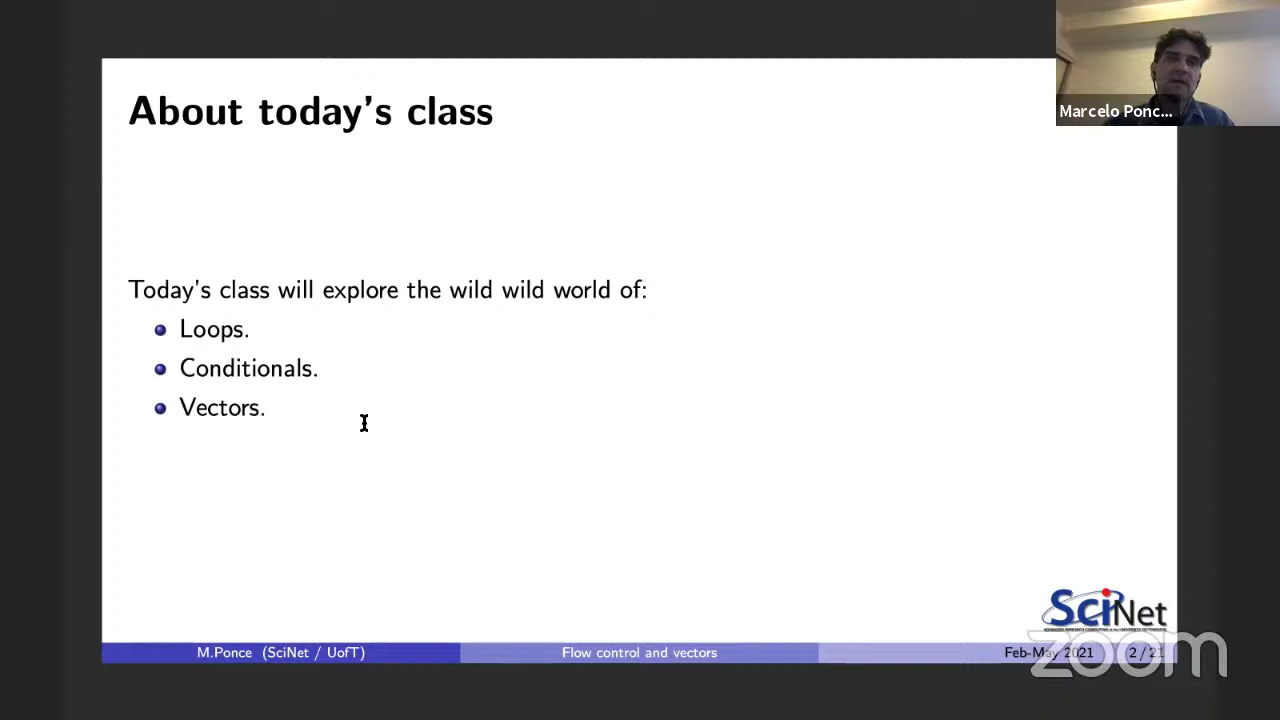 About today's class
Marcelo Ponc...
Today's class will explore the wild wild world of:
Loops.
Conditionals.
Vectors.
SciNet
M.Ponce (SciNet / UofT)
Flow control and vectors
Feb-May 2021
2 / 21
zoom